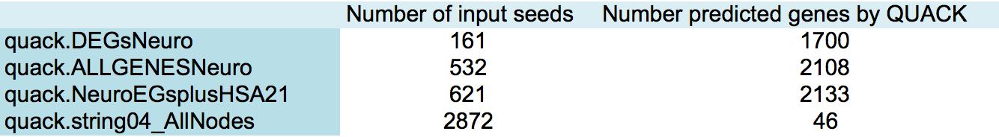 Number of input seeds Number predicted genes by QUACK
quack.DEGsNeuro 161 1700
quack.ALLGENESNeuro 532 2108
quack.NeuroEGsplusHSA21 621 2133
quack.string04_AllNodes 2872 46